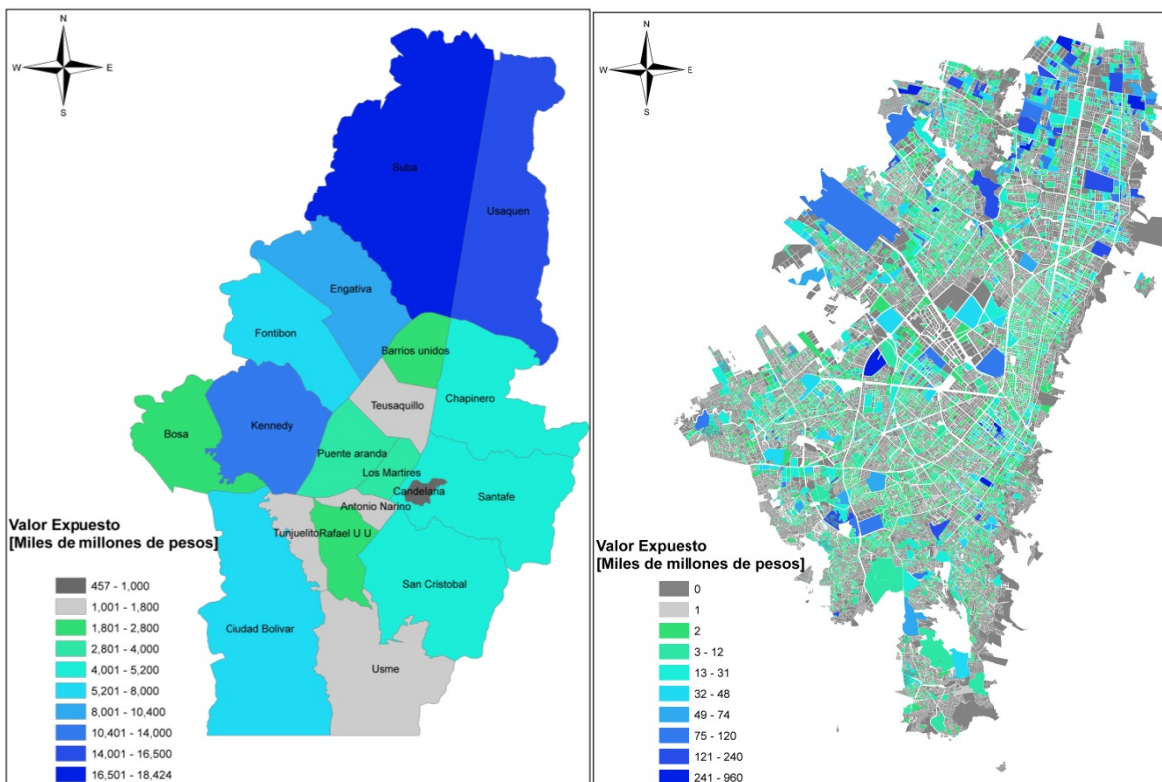 N
W E
S
Suba
Usaquen
Engativa
Fontibon
Barrios unidos
Teusaquillo
Chapinero
Bosa
Kennedy
Puente aranda
Los Martires
Candelaria
Santafe
Antonio Narino
Tunjuelito
Rafael U U
San Cristobal
Ciudad Bolivar
Usme
Valor Expuesto
[Miles de millones de pesos]
457 - 1,000
1,001 - 1,800
1,801 - 2,800
2,801 - 4,000
4,001 - 5,200
5,201 - 8,000
8,001 - 10,400
10,401 - 14,000
14,001 - 16,500
16,501 - 18,424
N
W E
S
Valor Expuesto
[Miles de millones de pesos]
0
1
2
3 - 12
13 - 31
32 - 48
49 - 74
75 - 120
121 - 240
241 - 960